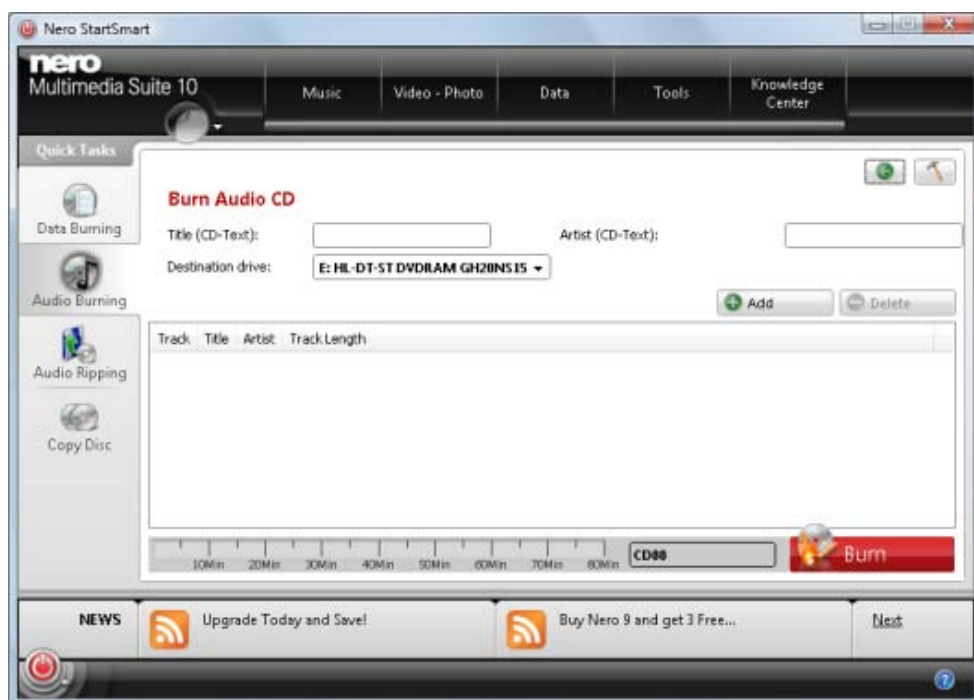 Nero StartSmart
nero
Multimedia Suite 10
Music
Video - Photo
Data
Tools
Knowledge
Center
Quick Tasks
Data Burning
Audio Burning
Audio Ripping
Copy Disc
Burn Audio CD
Title (CD-Text):
Artist (CD-Text):
Destination drive:
E: HL-DT-ST DVDRAM GH20NS15
Add
Delete
Track Title Artist Track Length
10Min 20Min 30Min 40Min 50Min 60Min 70Min 80Min
CD80
Burn
NEWS
Upgrade Today and Save!
Buy Nero 9 and get 3 Free...
Next
?